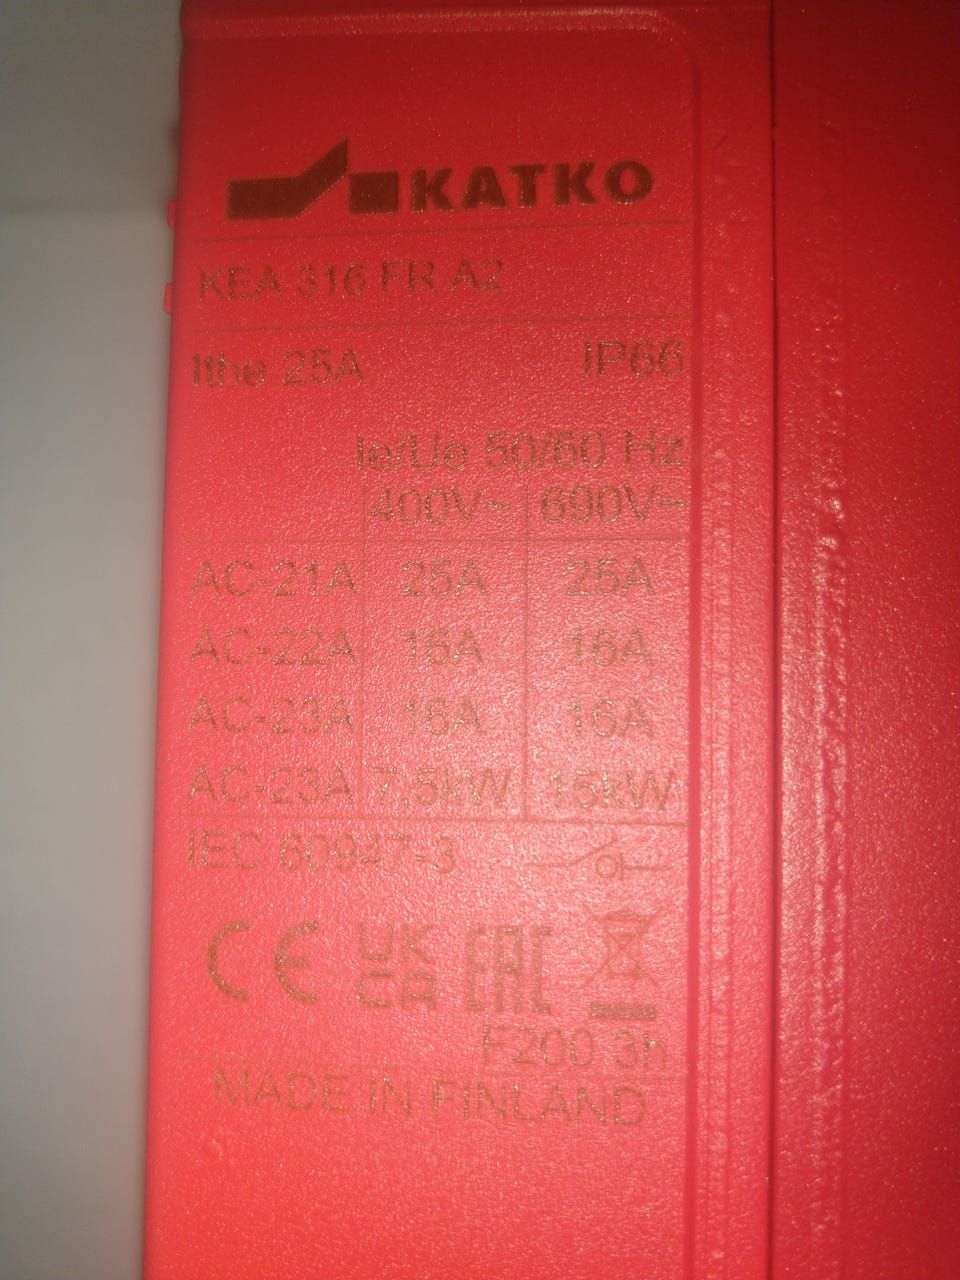 KATKO
KEA 316 FR A2
Ithe 25A IP66
Ie/Ue 50/60 Hz
400V~ 690V~
AC-21A 25A 25A
AC-22A 16A 16A
AC-23A 16A 16A
AC-23A 7,5kW 15kW
IEC 60947-3
CE UK CA EAC
F200 3h
MADE IN FINLAND